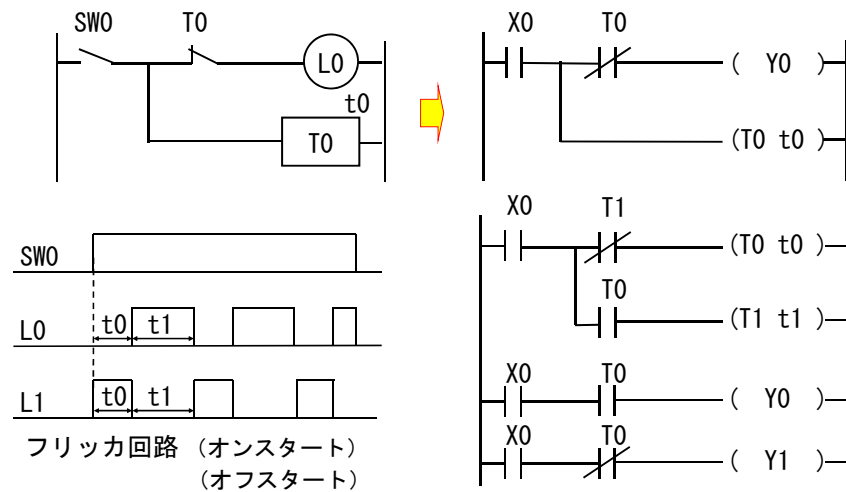 SW0 T0
L0
t0
T0
X0 T0
( Y0 )
(T0 t0 )
SW0
L0 t0 t1
L1 t0 t1
フリッカ回路 (オンスタート)
(オフスタート)
X0 T1
(T0 t0 )
T0
(T1 t1 )
X0 T0
( Y0 )
X0 T0
( Y1 )